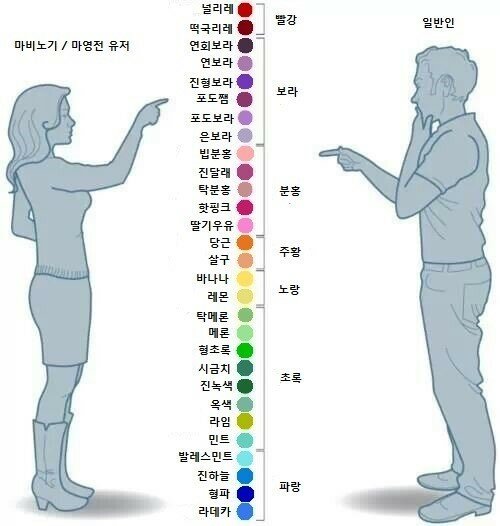 마비노기 / 마영전 유저
일반인
널리레
떡국리레
빨강
연회보라
연보라
진형보라
포도쨈
포도보라
은보라
보라
빕분홍
진달래
탁분홍
핫핑크
딸기우유
분홍
당근
살구
주황
바나나
레몬
노랑
탁메론
메론
형초록
시금치
진녹색
옥색
라임
민트
초록
발레스민트
진하늘
형파
라데카
파랑